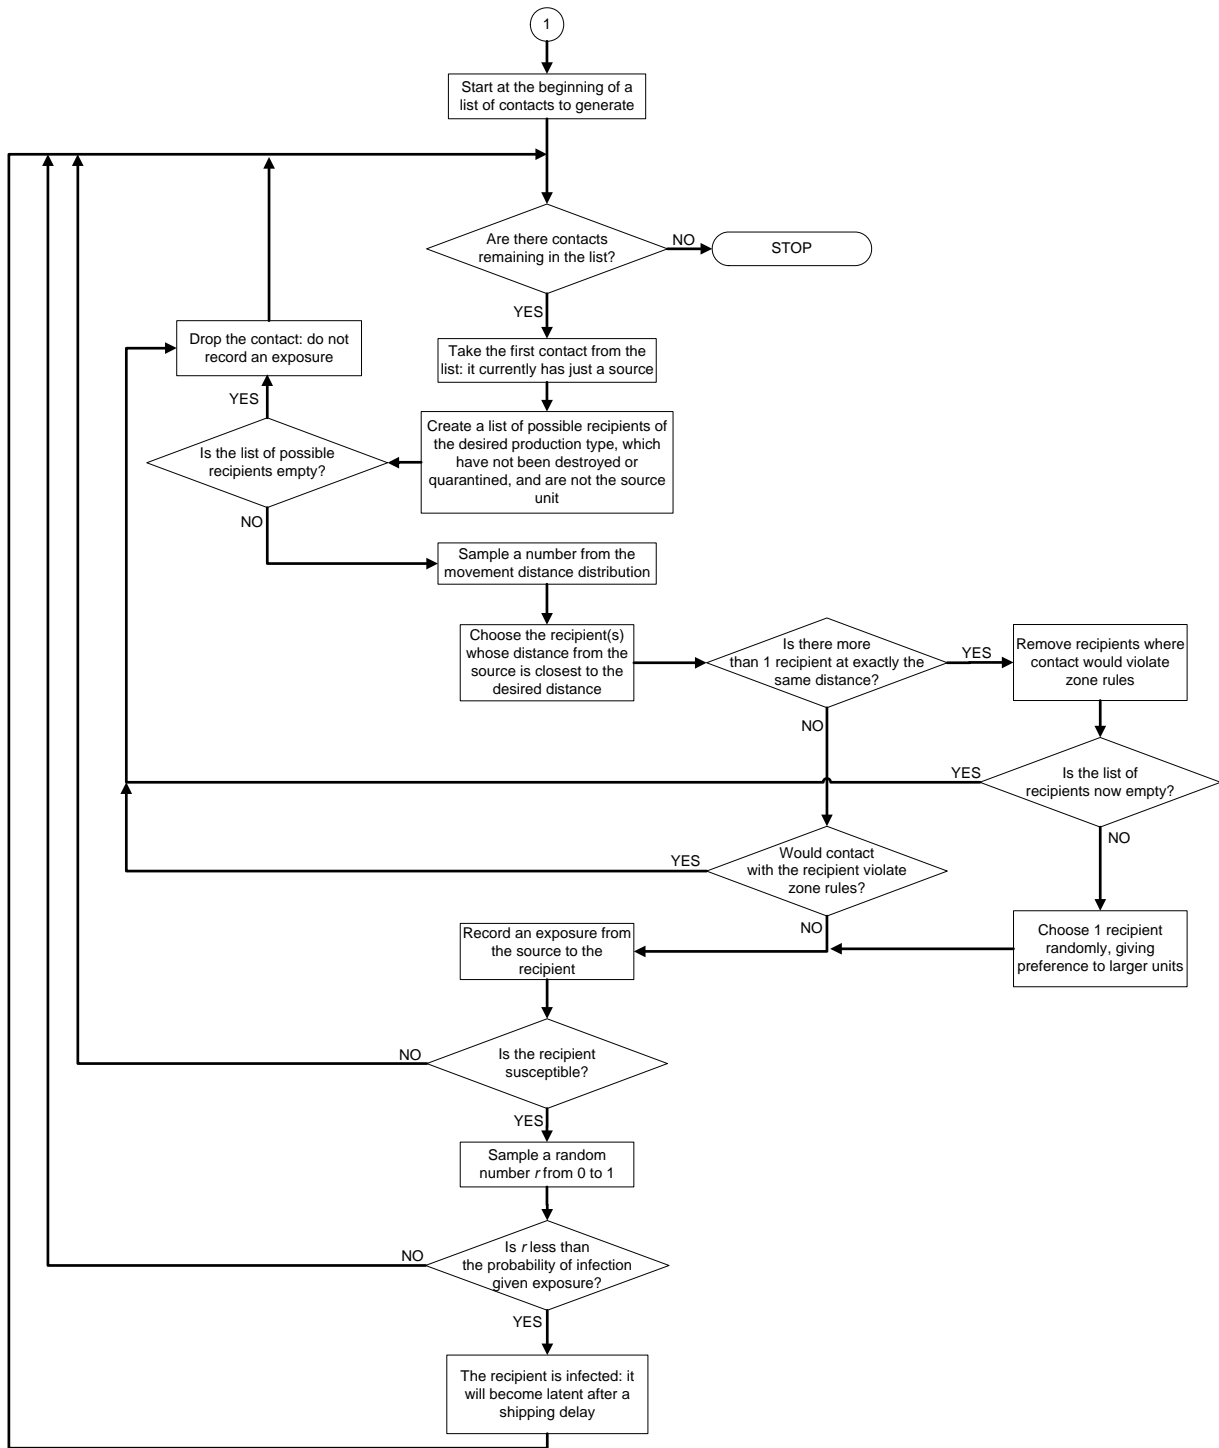 1
Start at the beginning of a
list of contacts to generate
Are there contacts
remaining in the list?
NO
STOP
YES
Drop the contact: do not
record an exposure
Take the first contact from the
list: it currently has just a source
YES
Create a list of possible recipients of
the desired production type, which
have not been destroyed or
quarantined, and are not the source
unit
Is the list of possible
recipients empty?
NO
Sample a number from the
movement distance distribution
Choose the recipient(s)
whose distance from the
source is closest to the
desired distance
Is there more
than 1 recipient at exactly the
same distance?
YES
Remove recipients where
contact would violate
zone rules
NO
YES
Is the list of
recipients now empty?
NO
Would contact
with the recipient violate
zone rules?
YES
NO
Choose 1 recipient
randomly, giving
preference to larger units
Record an exposure from
the source to the
recipient
NO
Is the recipient
susceptible?
YES
Sample a random
number r from 0 to 1
NO
Is r less than
the probability of infection
given exposure?
YES
The recipient is infected: it
will become latent after a
shipping delay